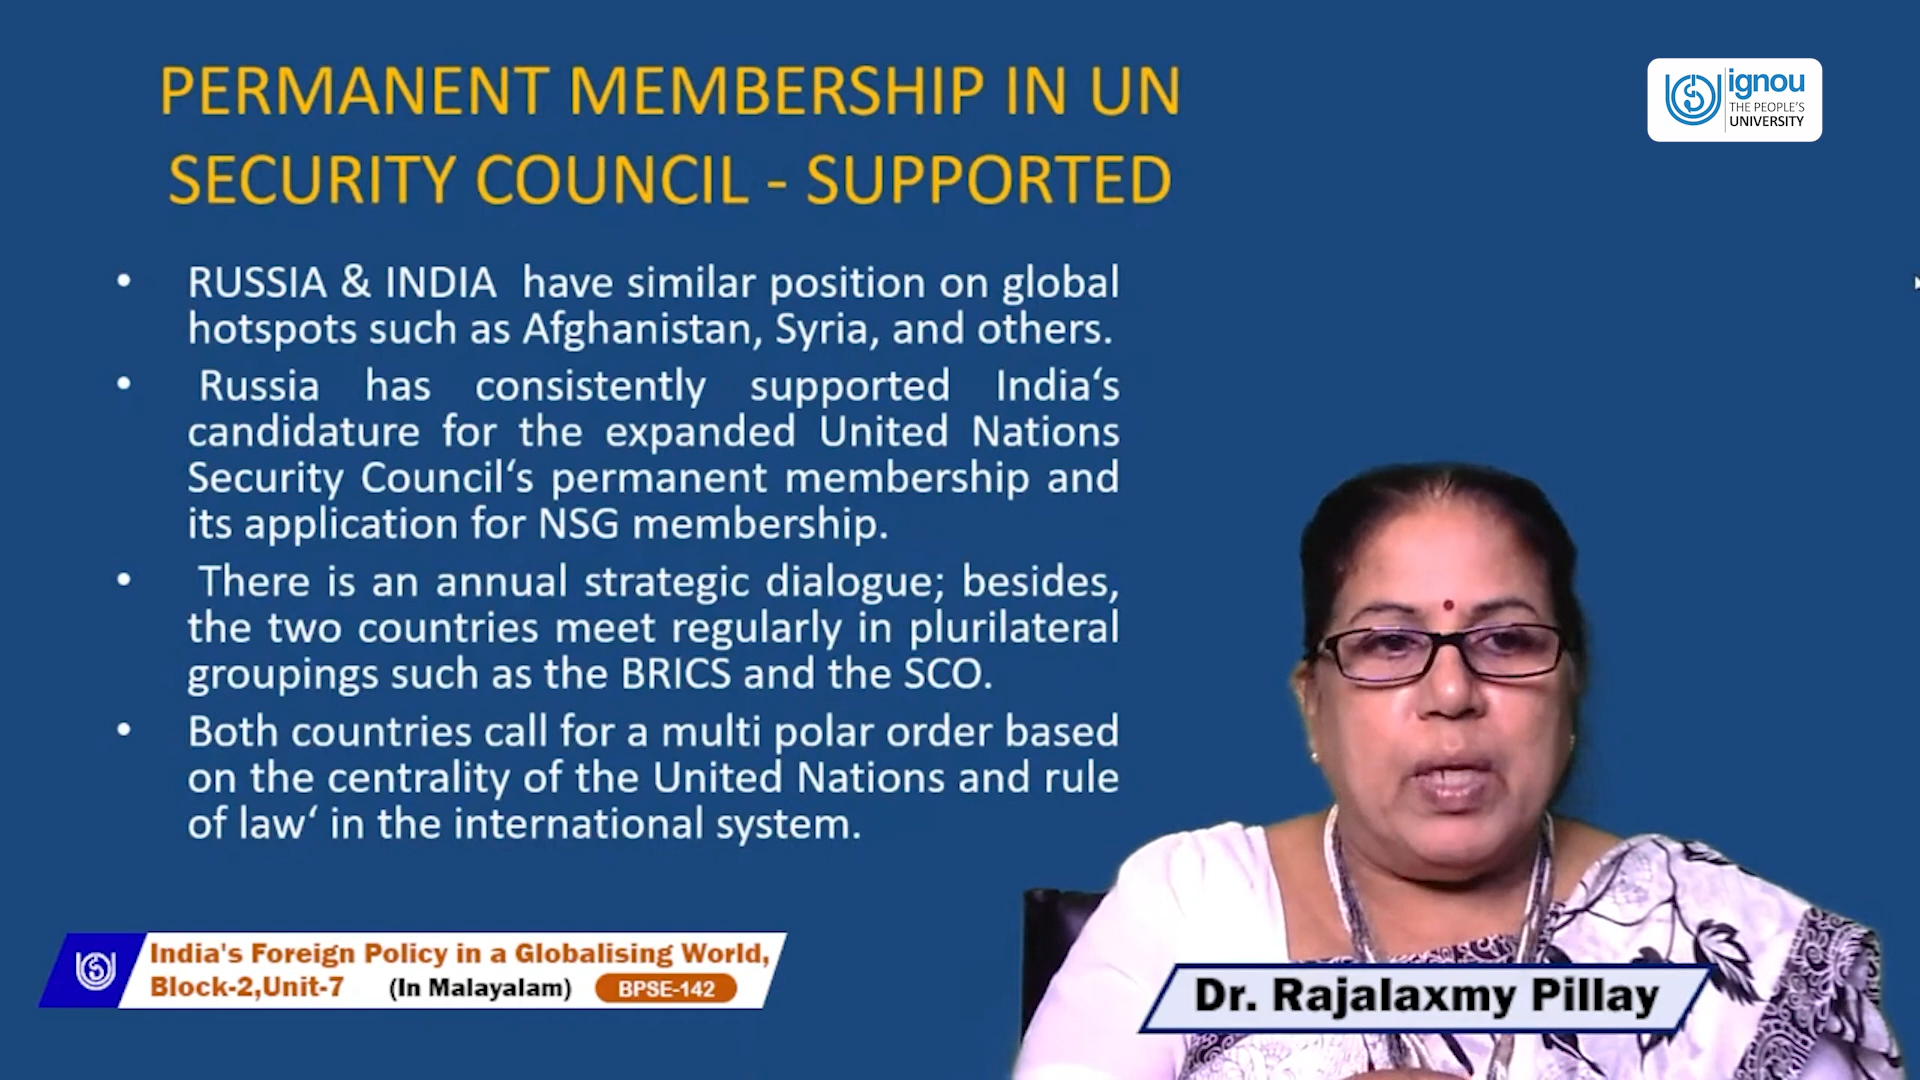 PERMANENT MEMBERSHIP IN UN
SECURITY COUNCIL - SUPPORTED
ignou
THE PEOPLE'S
UNIVERSITY
• RUSSIA & INDIA have similar position on global
hotspots such as Afghanistan, Syria, and others.
• Russia has consistently supported India‘s
candidature for the expanded United Nations
Security Council‘s permanent membership and
its application for NSG membership.
• There is an annual strategic dialogue; besides,
the two countries meet regularly in plurilateral
groupings such as the BRICS and the SCO.
• Both countries call for a multi polar order based
on the centrality of the United Nations and rule
of law‘ in the international system.
India's Foreign Policy in a Globalising World,
Block-2,Unit-7 (In Malayalam) BPSE-142
Dr. Rajalaxmy Pillay